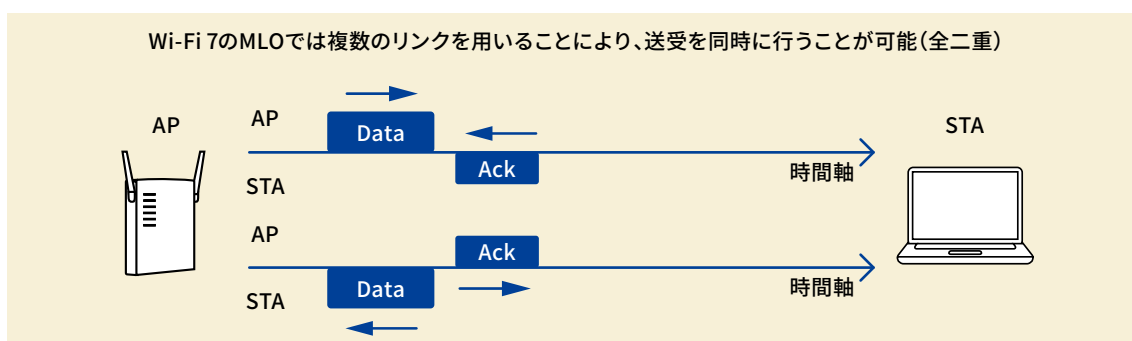 Wi-Fi 7のMLOでは複数のリンクを用いることにより、送受を同時に行うことが可能(全二重)
AP
AP
Data
STA
Ack
STA
時間軸
AP
Ack
STA
Data
時間軸